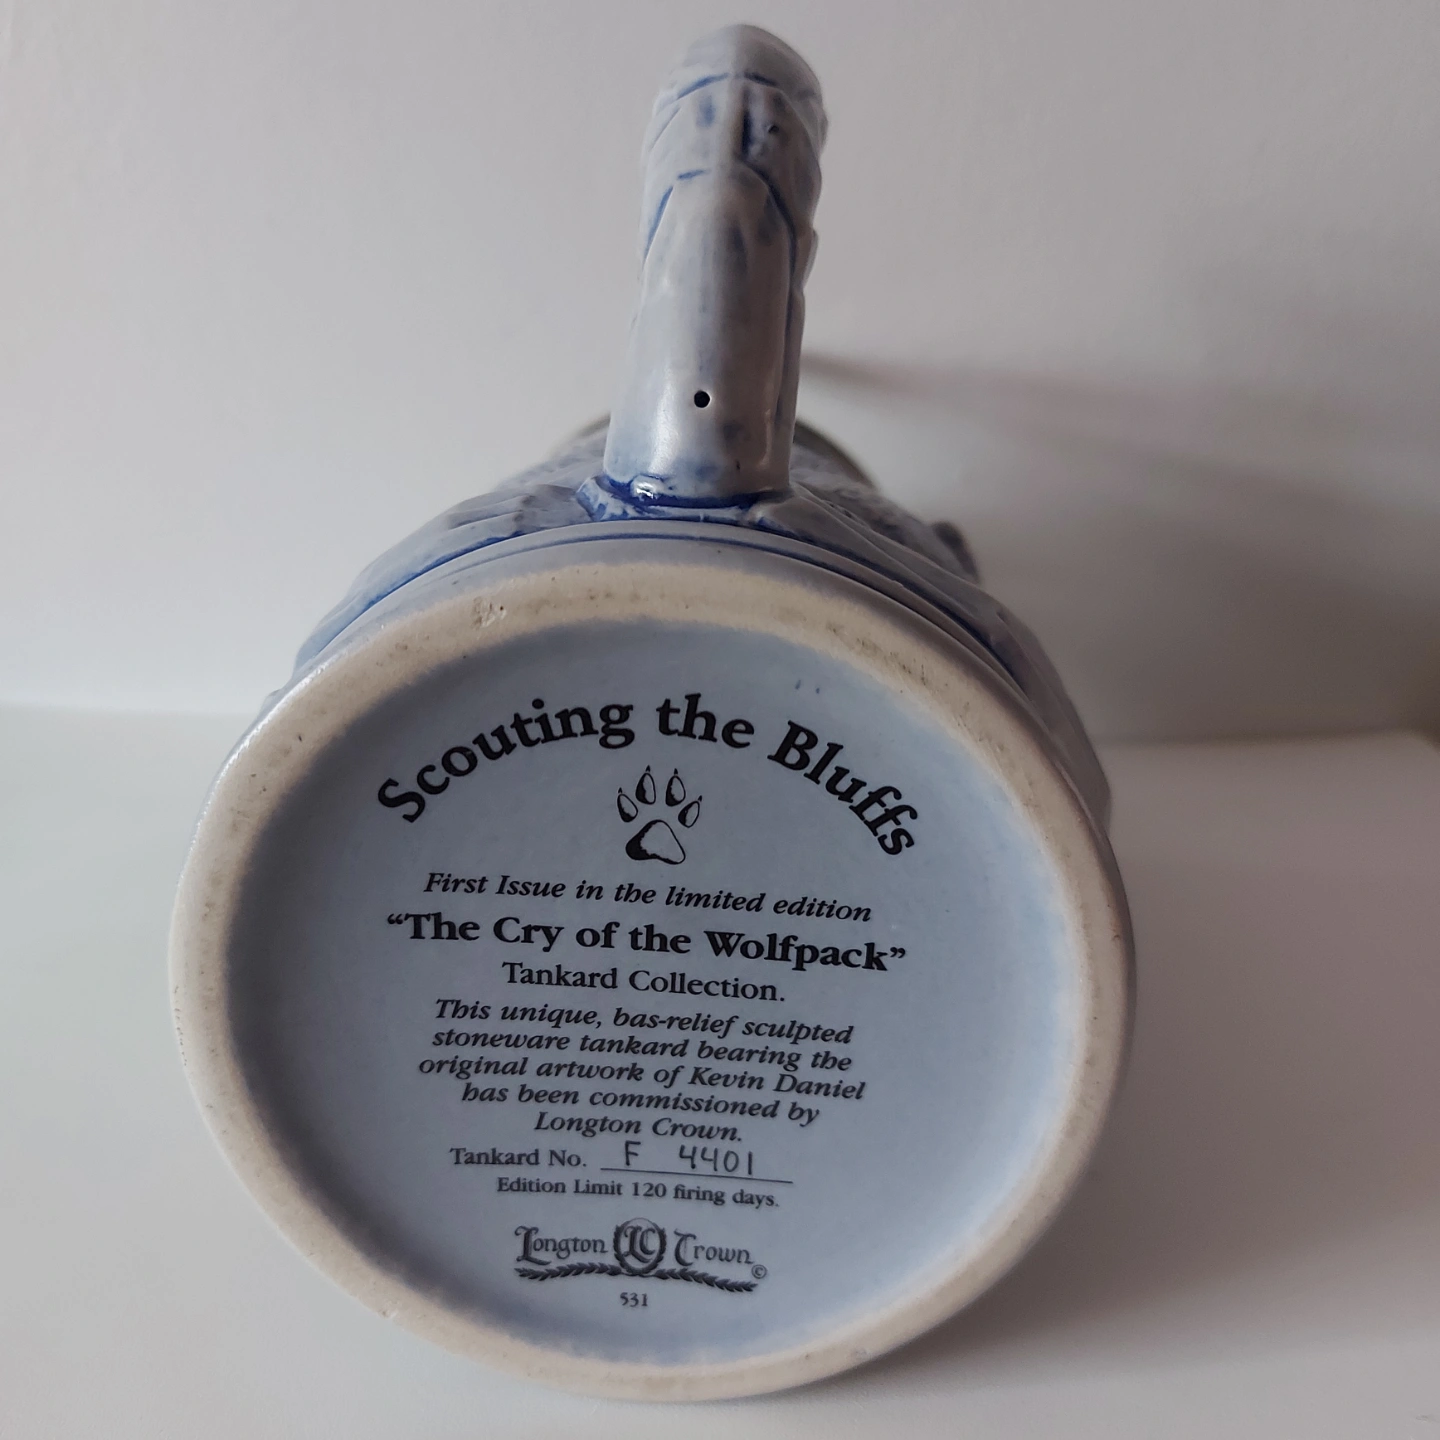 Scouting the Bluffs
First Issue in the limited edition
“The Cry of the Wolfpack”
Tankard Collection.
This unique, bas-relief sculpted
stoneware tankard bearing the
original artwork of Kevin Daniel
has been commissioned by
Longton Crown.
Tankard No. F 4401
Edition Limit 120 firing days.
Longton LC Crown ©
531